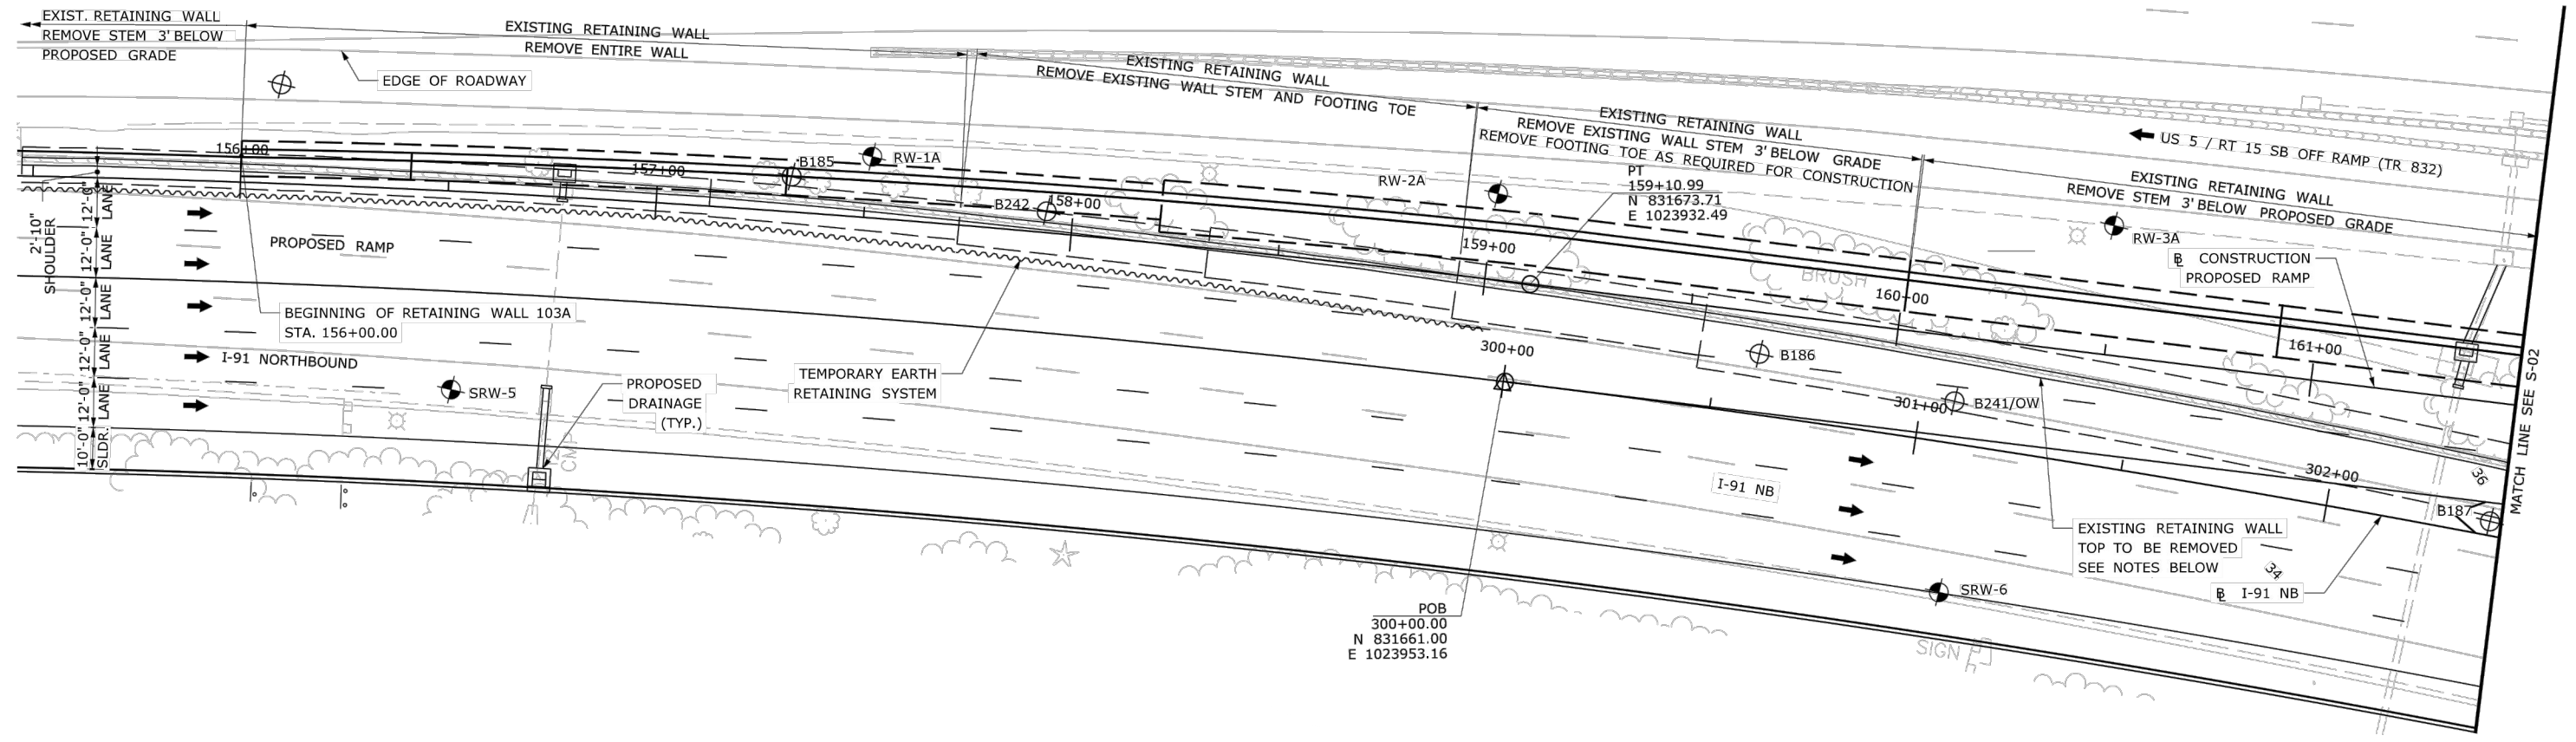 EXIST. RETAINING WALL
REMOVE STEM 3' BELOW
PROPOSED GRADE
EXISTING RETAINING WALL
REMOVE ENTIRE WALL
EDGE OF ROADWAY
EXISTING RETAINING WALL
REMOVE EXISTING WALL STEM AND FOOTING TOE
EXISTING RETAINING WALL
REMOVE EXISTING WALL STEM 3' BELOW GRADE
REMOVE FOOTING TOE AS REQUIRED FOR CONSTRUCTION
US 5 / RT 15 SB OFF RAMP (TR 832)
EXISTING RETAINING WALL
REMOVE STEM 3' BELOW PROPOSED GRADE
156+00
157+00
B185
RW-1A
B242
158+00
RW-2A
PT
159+10.99
N 831673.71
E 1023932.49
159+00
RW-3A
BL CONSTRUCTION
PROPOSED RAMP
BRUSH
160+00
161+00
2'-10"
SHOULDER
12'-0"
LANE
12'-0"
LANE
12'-0"
LANE
12'-0"
LANE
12'-0"
LANE
10'-0"
SLDR.
PROPOSED RAMP
BEGINNING OF RETAINING WALL 103A
STA. 156+00.00
I-91 NORTHBOUND
SRW-5
PROPOSED
DRAINAGE
(TYP.)
TEMPORARY EARTH
RETAINING SYSTEM
300+00
B186
301+00
B241/OW
I-91 NB
302+00
B187
36
MATCH LINE SEE S-02
EXISTING RETAINING WALL
TOP TO BE REMOVED
SEE NOTES BELOW
34
BL I-91 NB
SRW-6
POB
300+00.00
N 831661.00
E 1023953.16
SIGN